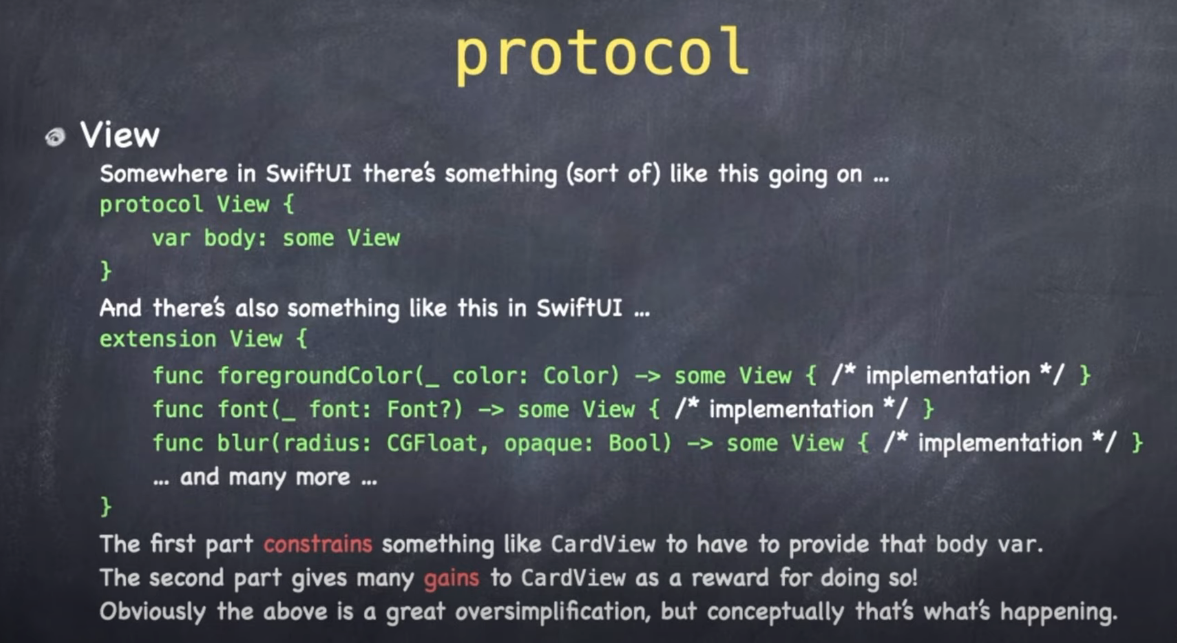 protocol
View
Somewhere in SwiftUI there's something (sort of) like this going on ...
protocol View {
    var body: some View
}
And there's also something like this in SwiftUI ...
extension View {
    func foregroundColor(_ color: Color) -> some View { /* implementation */ }
    func font(_ font: Font?) -> some View { /* implementation */ }
    func blur(radius: CGFloat, opaque: Bool) -> some View { /* implementation */ }
    ... and many more ...
}
The first part constrains something like CardView to have to provide that body var.
The second part gives many gains to CardView as a reward for doing so!
Obviously the above is a great oversimplification, but conceptually that's what's happening.